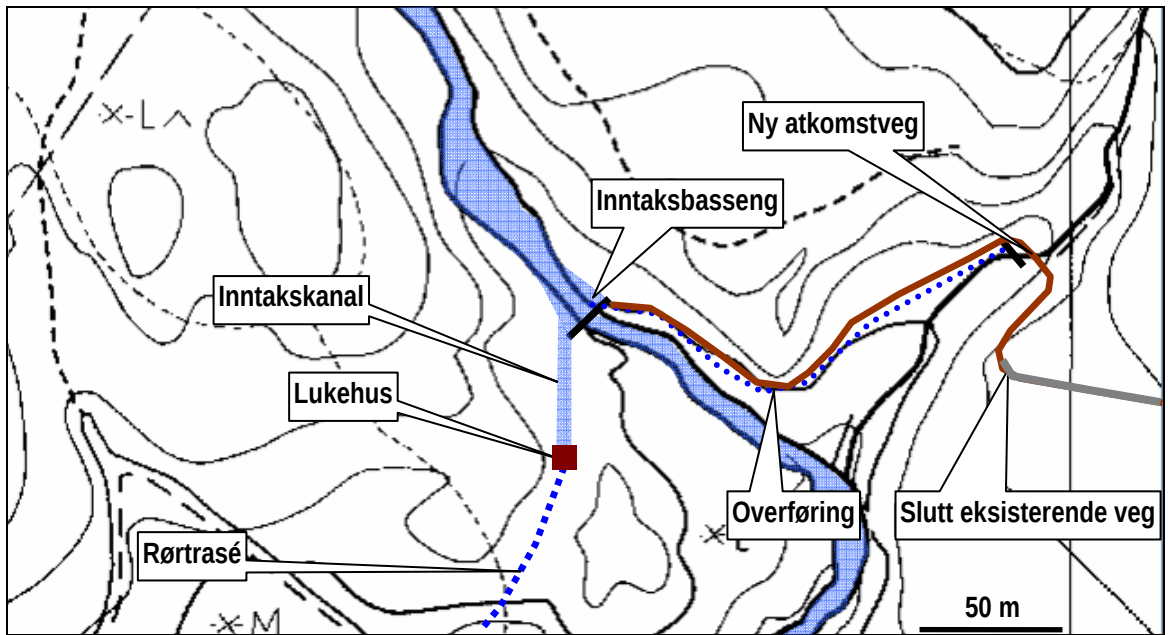 Ny atkomstveg
L
Inntaksbasseng
Inntakskanal
Lukehus
Overføring
Slutt eksisterende veg
L
Rørtrasé
50 m
M